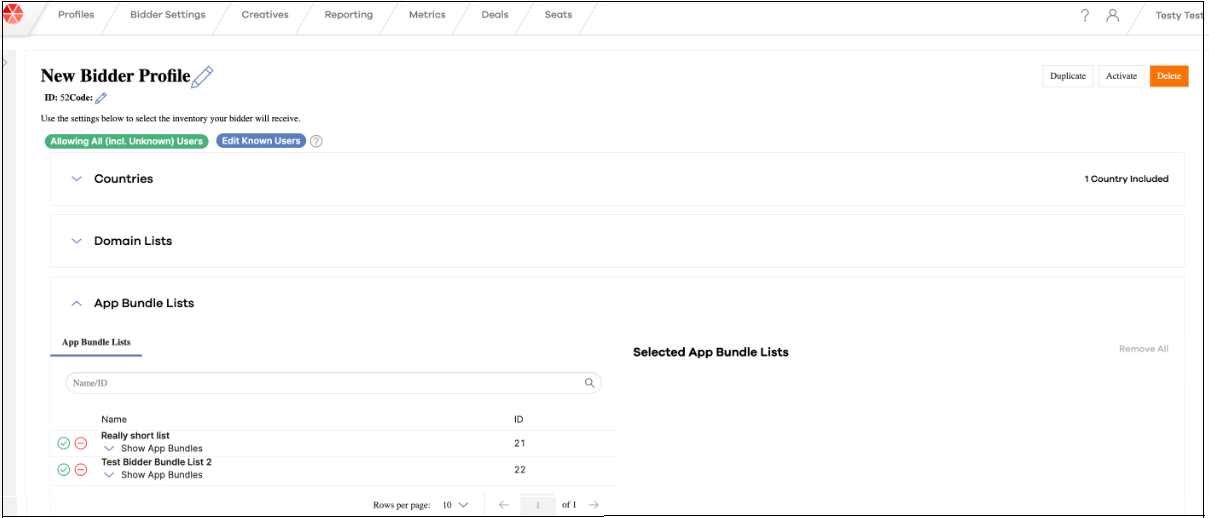 Profiles Bidder Settings Creatives Reporting Metrics Deals Seats ? Testy Test
New Bidder Profile Duplicate Activate Delete
ID: 52Code:
Use the settings below to select the inventory your bidder will receive.
Allowing All (Incl. Unknown) Users Edit Known Users ?
Countries 1 Country Included
Domain Lists
App Bundle Lists
App Bundle Lists
Selected App Bundle Lists Remove All
Name/ID
Name ID
Really short list
Show App Bundles 21
Test Bidder Bundle List 2
Show App Bundles 22
Rows per page: 10 1 of 1